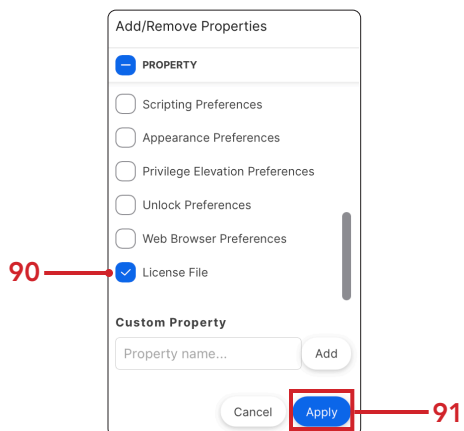 Add/Remove Properties
PROPERTY
Scripting Preferences
Appearance Preferences
Privilege Elevation Preferences
Unlock Preferences
Web Browser Preferences
90 License File
Custom Property
Property name... Add
Cancel Apply 91